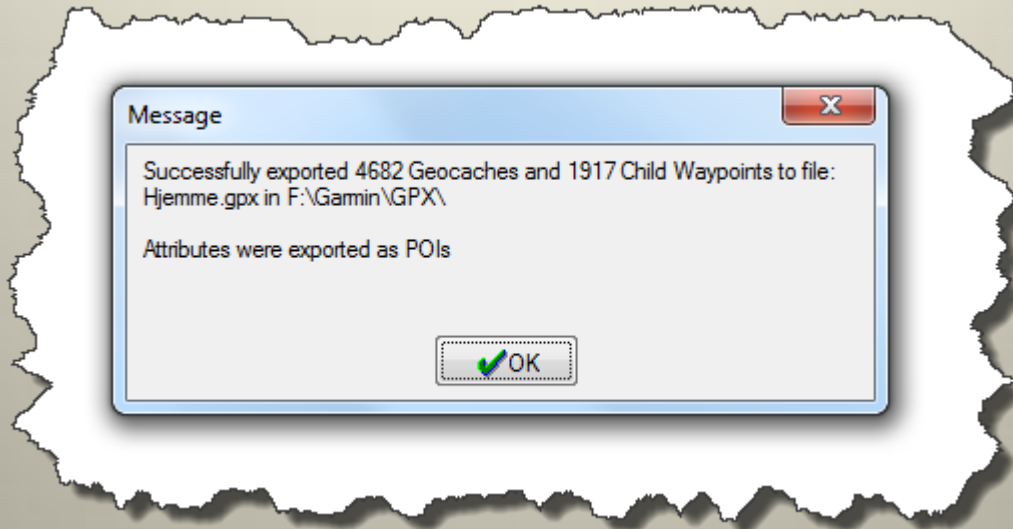 Message
Successfully exported 4682 Geocaches and 1917 Child Waypoints to file:
Hjemme.gpx in F:\Garmin\GPX\
Attributes were exported as POIs
OK